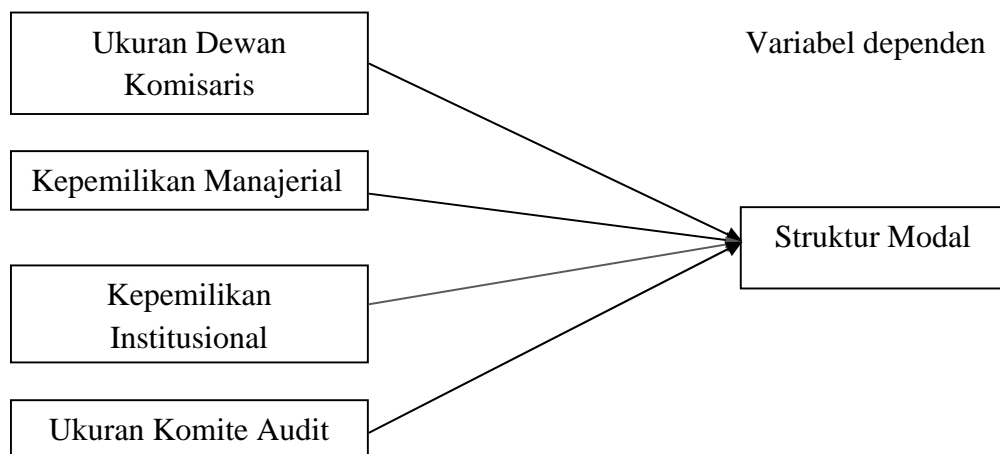 Ukuran Dewan
Komisaris
Variabel dependen
Kepemilikan Manajerial
Struktur Modal
Kepemilikan
Institusional
Ukuran Komite Audit